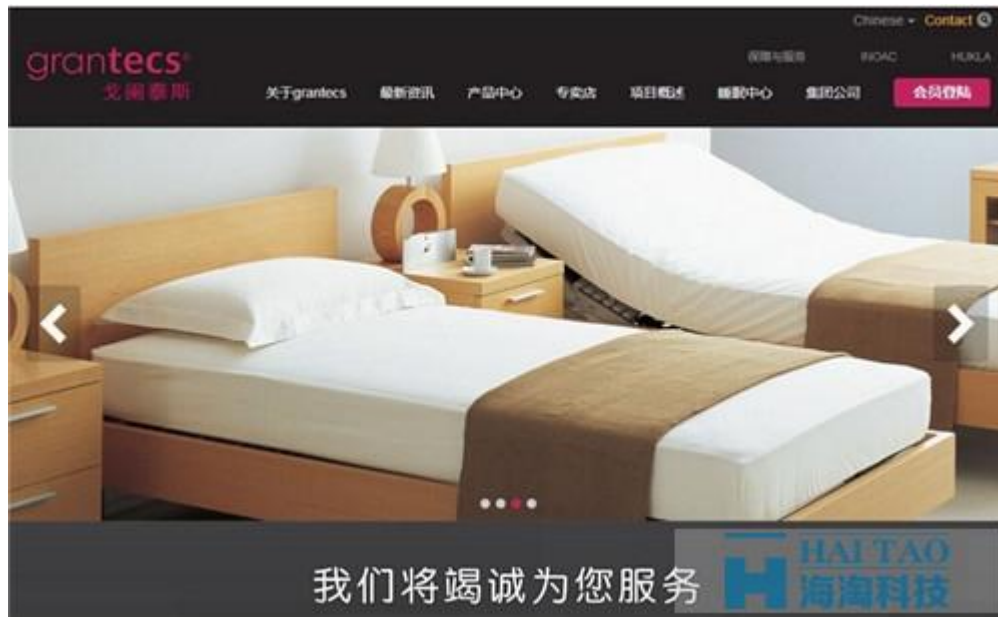 Chinese Contact
grantecs
戈阑泰斯
保障与服务 INOAC HUKLA
关于grantecs 最新资讯 产品中心 专卖店 项目概述 睡眠中心 集团公司 会员登陆
我们将竭诚为您服务
HAI TAO
海淘科技